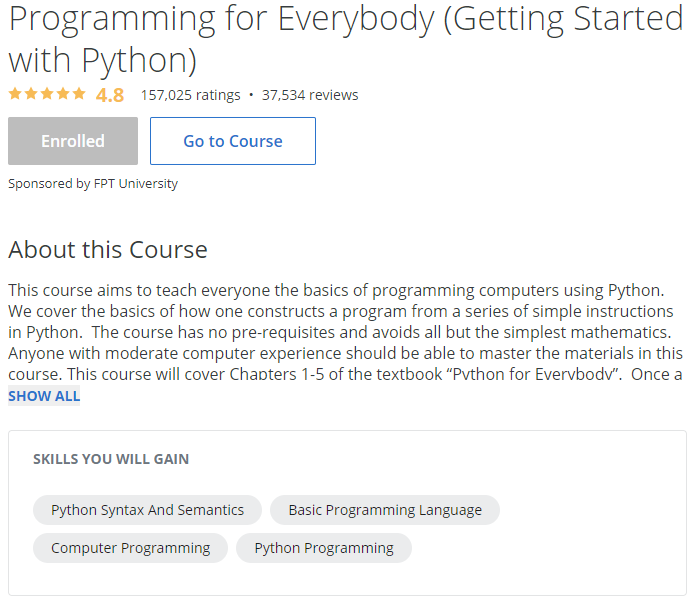 Programming for Everybody (Getting Started
with Python)
4.8 157,025 ratings • 37,534 reviews
Enrolled Go to Course
Sponsored by FPT University
About this Course
This course aims to teach everyone the basics of programming computers using Python.
We cover the basics of how one constructs a program from a series of simple instructions
in Python.  The course has no pre-requisites and avoids all but the simplest mathematics.
Anyone with moderate computer experience should be able to master the materials in this
course. This course will cover Chapters 1-5 of the textbook “Python for Everybody”.  Once a
SHOW ALL
SKILLS YOU WILL GAIN
Python Syntax And Semantics Basic Programming Language
Computer Programming Python Programming